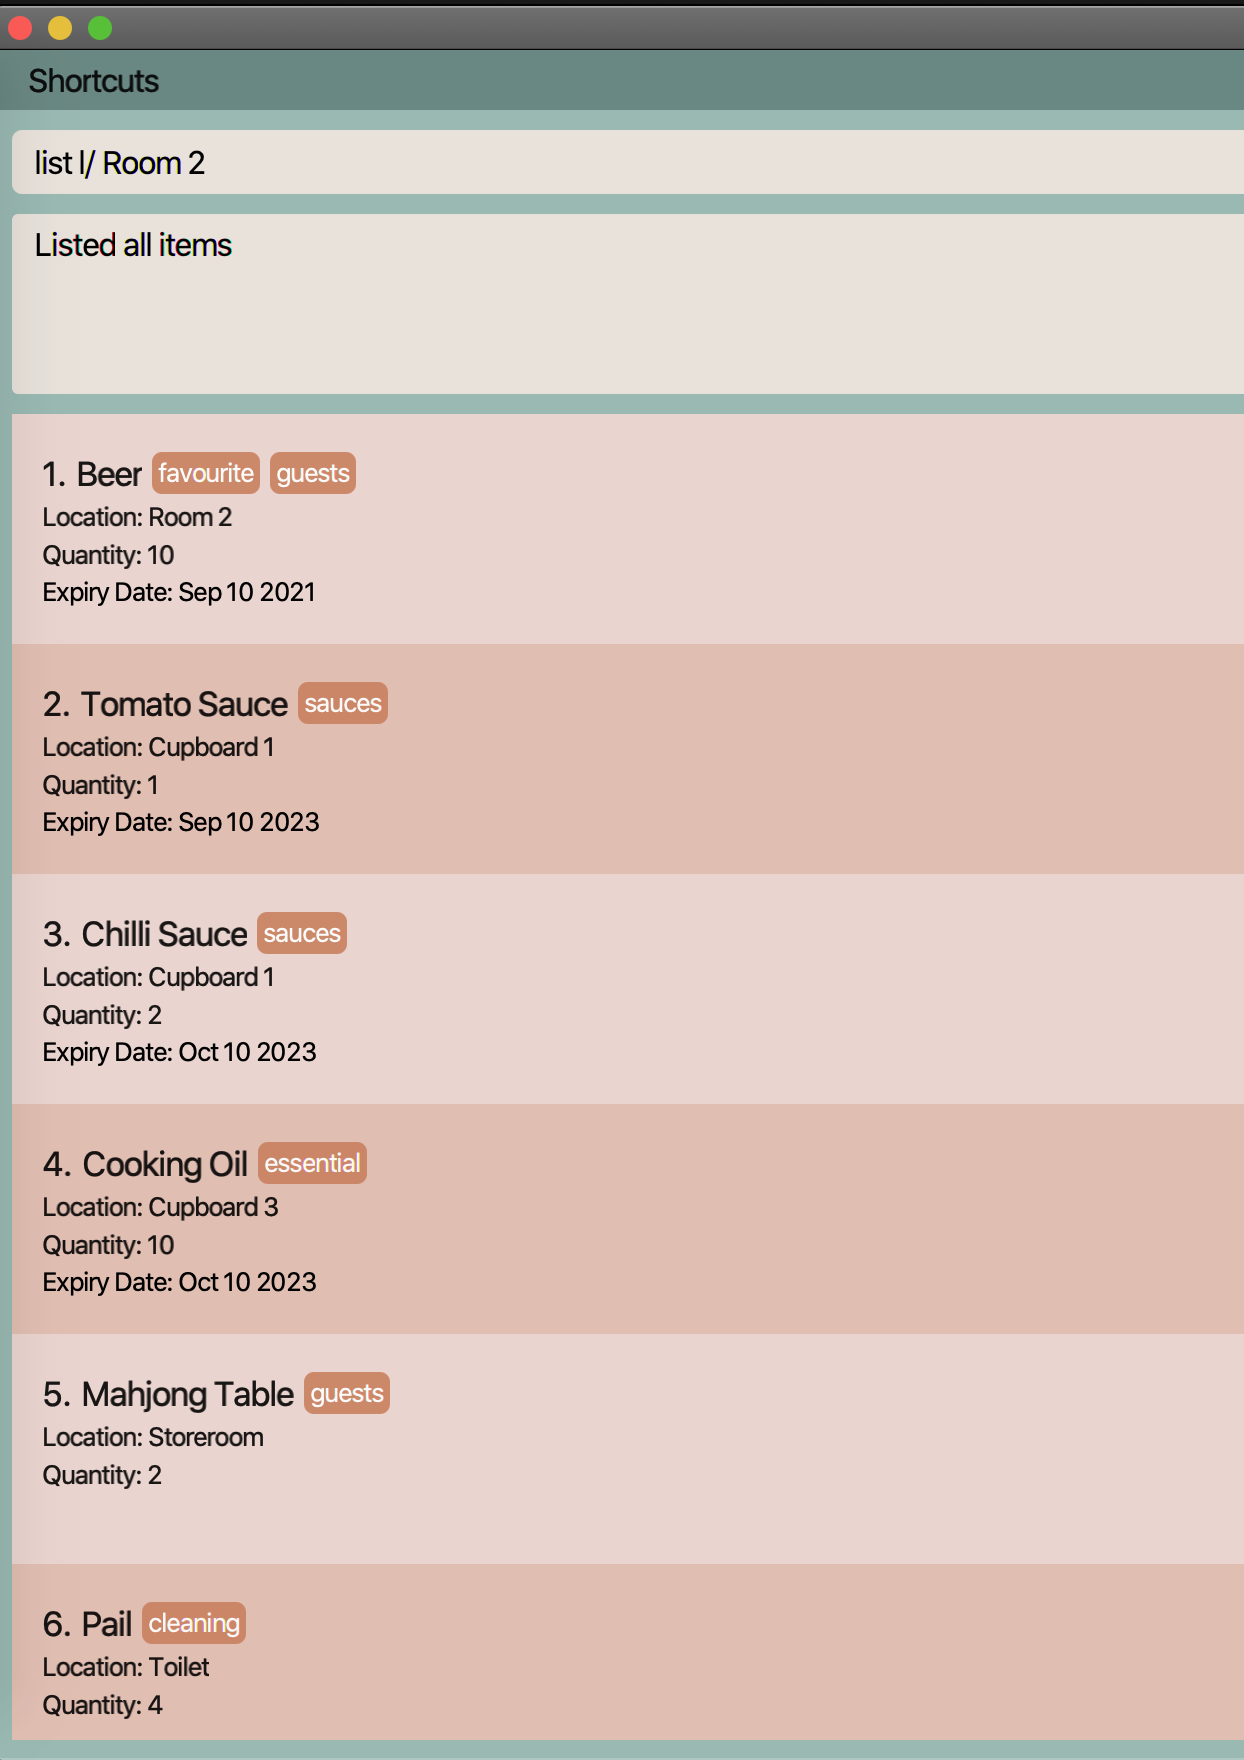 Shortcuts
list l/ Room 2
Listed all items
1. Beer favourite guests
Location: Room 2
Quantity: 10
Expiry Date: Sep 10 2021
2. Tomato Sauce sauces
Location: Cupboard 1
Quantity: 1
Expiry Date: Sep 10 2023
3. Chilli Sauce sauces
Location: Cupboard 1
Quantity: 2
Expiry Date: Oct 10 2023
4. Cooking Oil essential
Location: Cupboard 3
Quantity: 10
Expiry Date: Oct 10 2023
5. Mahjong Table guests
Location: Storeroom
Quantity: 2
6. Pail cleaning
Location: Toilet
Quantity: 4